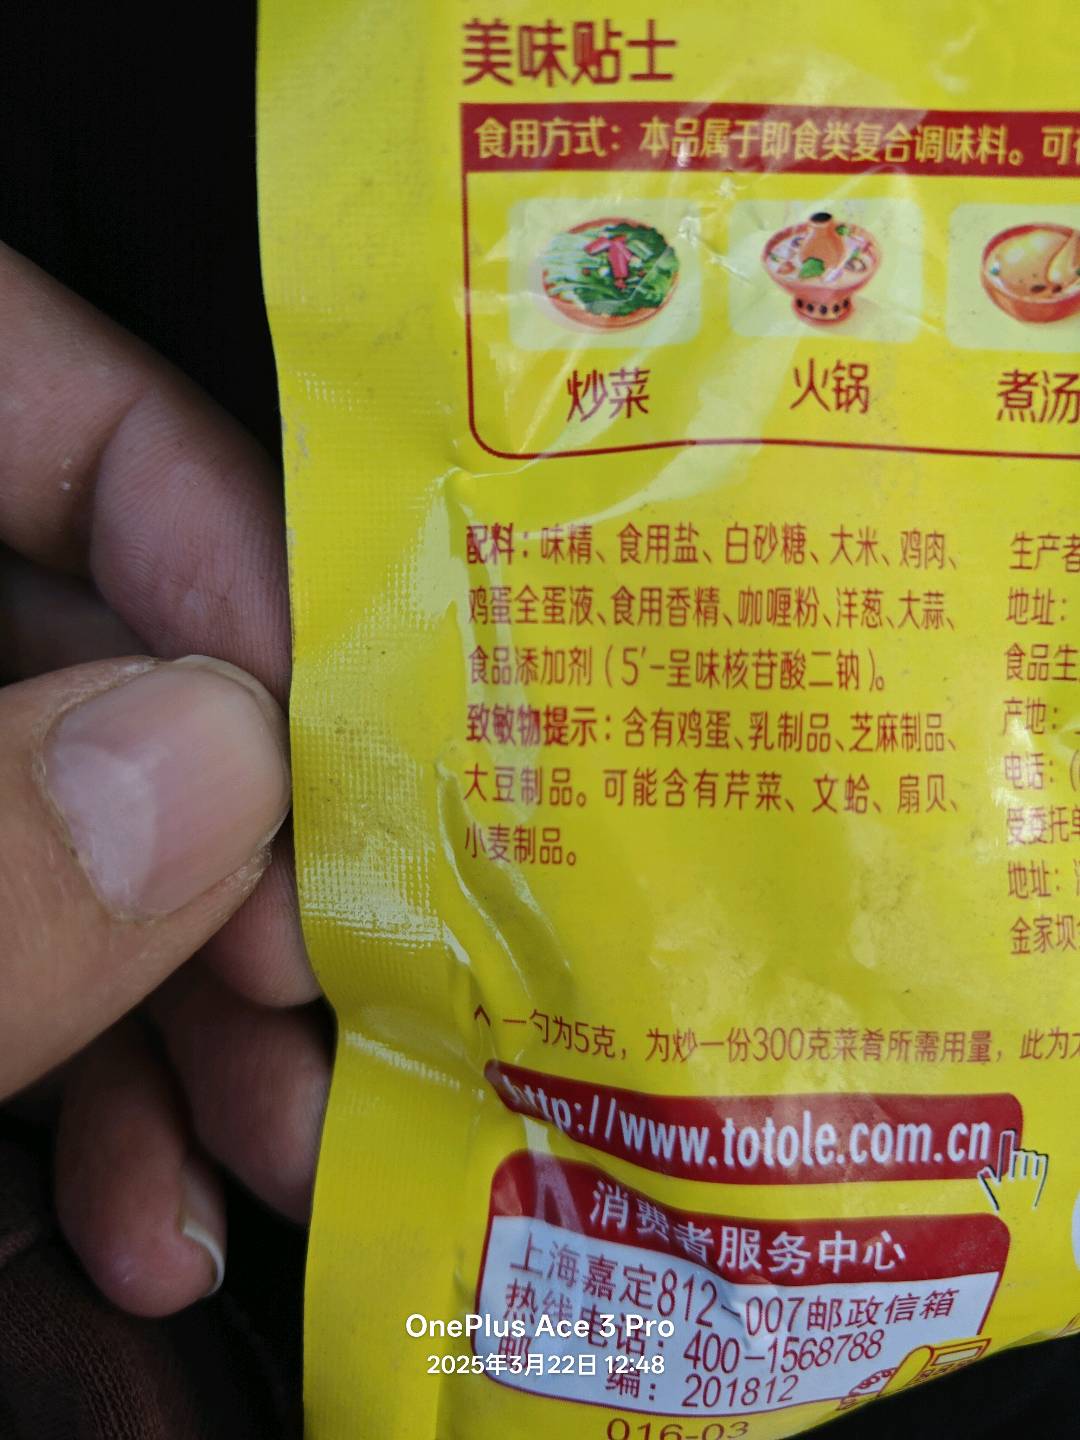 美味贴士
食用方式：本品属于即食类复合调味料。可
炒菜
火锅
煮汤
配料：味精、食用盐、白砂糖、大米、鸡肉、
鸡蛋全蛋液、食用香精、咖喱粉、洋葱、大蒜、
食品添加剂（5′-呈味核苷酸二钠）。
致敏物提示：含有鸡蛋、乳制品、芝麻制品、
大豆制品。可能含有芹菜、文蛤、扇贝、
小麦制品。
生产者
地址：
食品生
产地：
电话：（
受委托单
地址：
金家坝
一勺为5克，为炒一份300克菜肴所需用量，此为
http://www.totole.com.cn
消费者服务中心
上海嘉定812-007邮政信箱
热线电话：400-1568788
邮 编：201812
016-03
OnePlus Ace 3 Pro
2025年3月22日 12:48